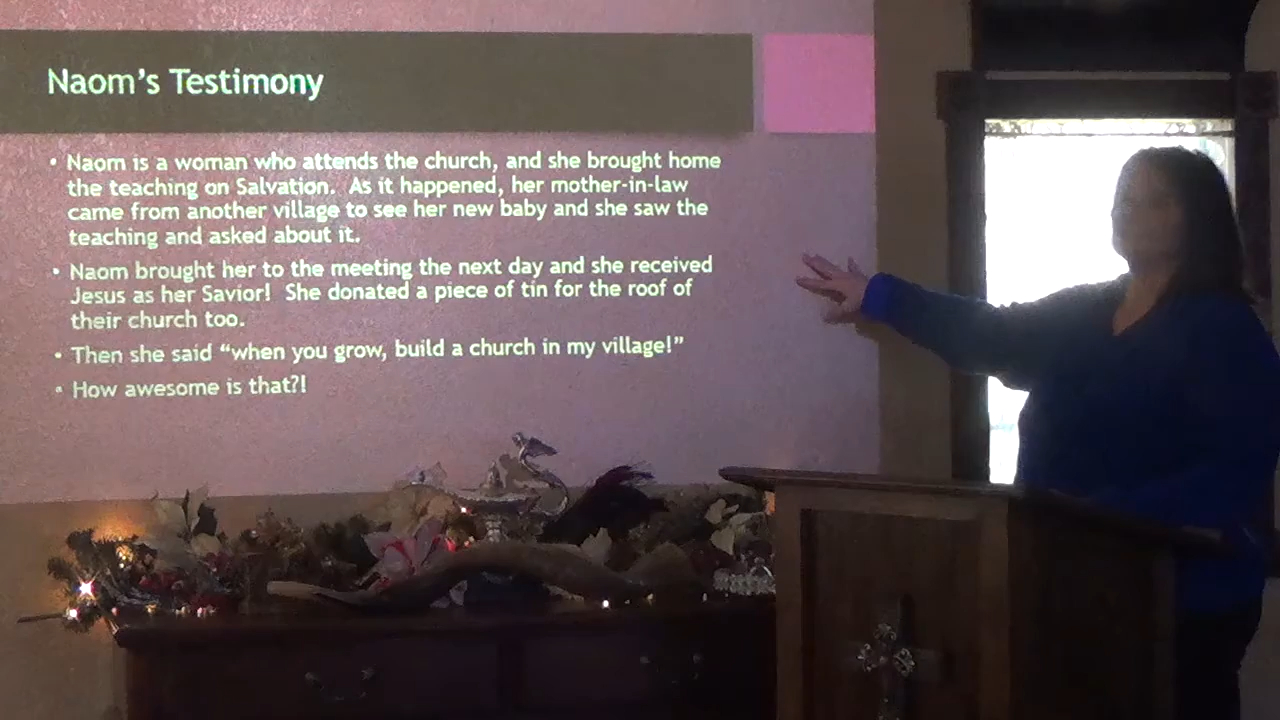 Naom's Testimony
• Naom is a woman who attends the church, and she brought home
the teaching on Salvation.  As it happened, her mother-in-law
came from another village to see her new baby and she saw the
teaching and asked about it.
• Naom brought her to the meeting the next day and she received
Jesus as her Savior!  She donated a piece of tin for the roof of
their church too.
• Then she said “when you grow, build a church in my village!”
• How awesome is that?!